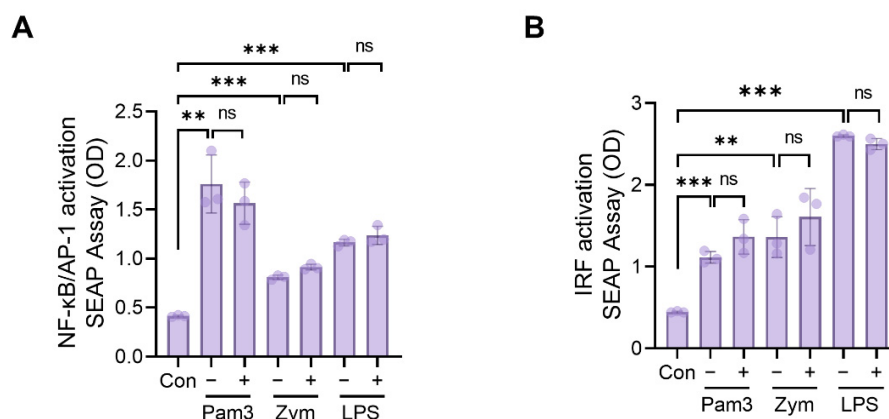 A
*** ns
*** ns
** ns
NF-κB/AP-1 activation
SEAP Assay (OD)
2.5
2.0
1.5
1.0
0.5
0.0
Con − + − + − +
Pam3 Zym LPS
B
*** ns
** ns
*** ns
IRF activation
SEAP Assay (OD)
3
2
1
0
Con − + − + − +
Pam3 Zym LPS